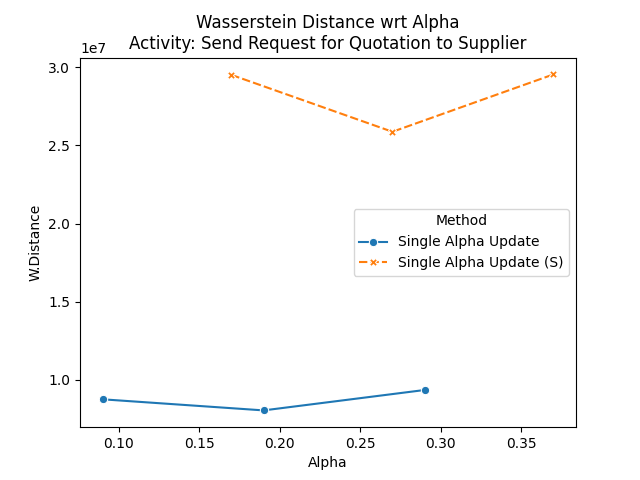 Wasserstein Distance wrt Alpha
Activity: Send Request for Quotation to Supplier
1e7
3.0
2.5
2.0
1.5
1.0
W.Distance
Method
Single Alpha Update
Single Alpha Update (S)
0.10 0.15 0.20 0.25 0.30 0.35
Alpha